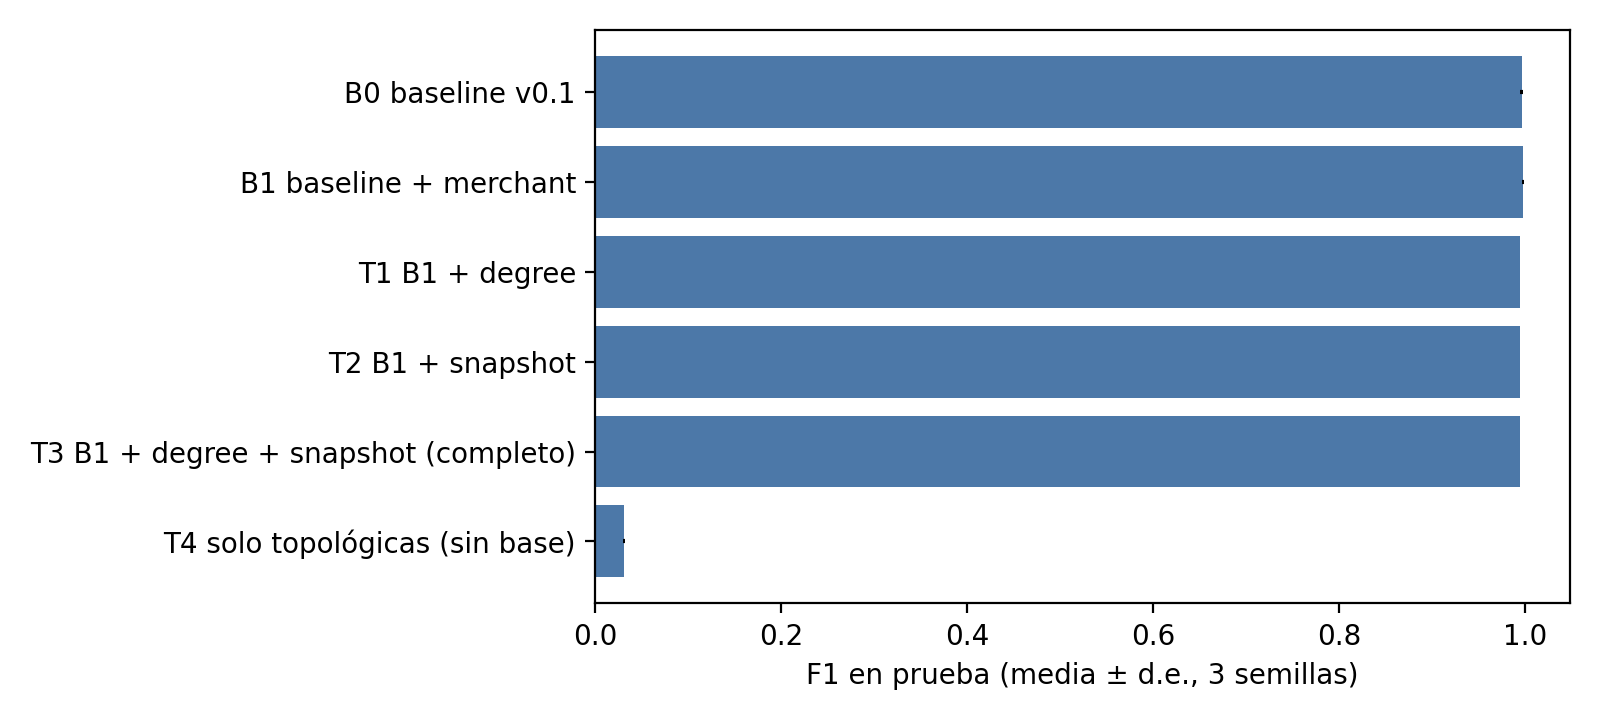 B0 baseline v0.1
B1 baseline + merchant
T1 B1 + degree
T2 B1 + snapshot
T3 B1 + degree + snapshot (completo)
T4 solo topológicas (sin base)
0.0 0.2 0.4 0.6 0.8 1.0
F1 en prueba (media ± d.e., 3 semillas)